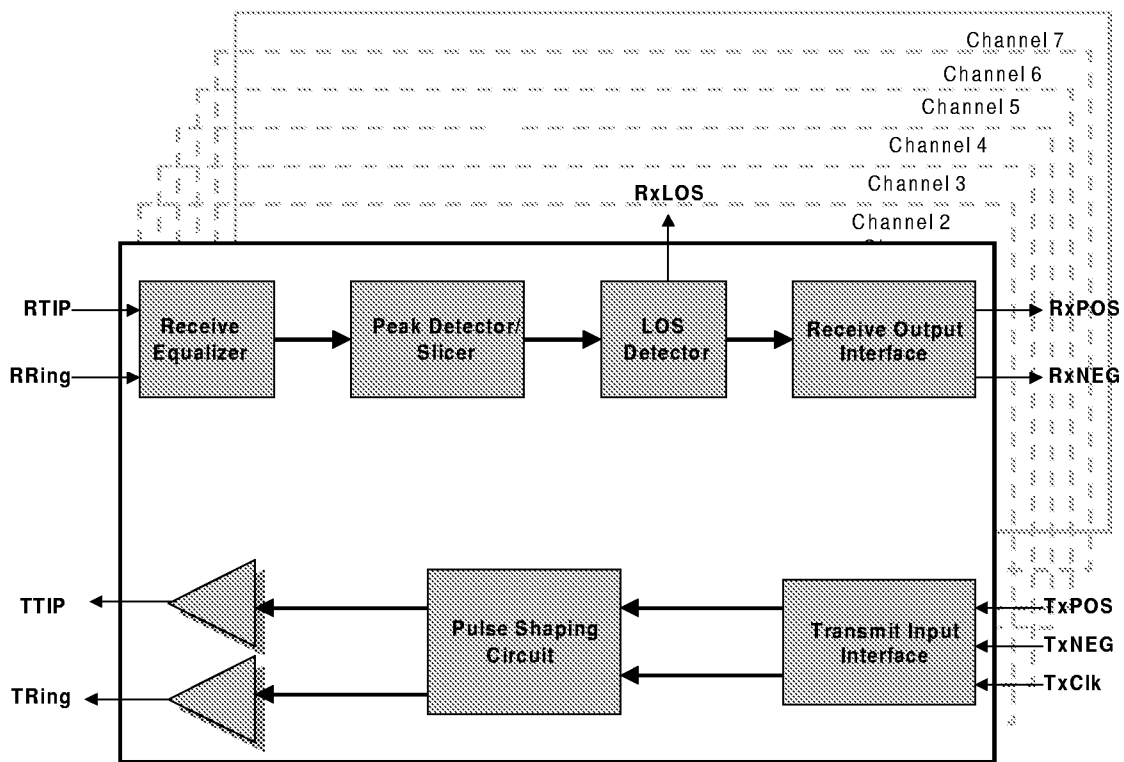 Channel 7
Channel 6
Channel 5
Channel 4
Channel 3
RxLOS
Channel 2
RTIP
Receive
Equalizer
Peak Detector/
Slicer
LOS
Detector
Receive Output
Interface
RxPOS
RRing
RxNEG
TTIP
Pulse Shaping
Circuit
Transmit Input
Interface
TxPOS
TxNEG
TRing
TxClk